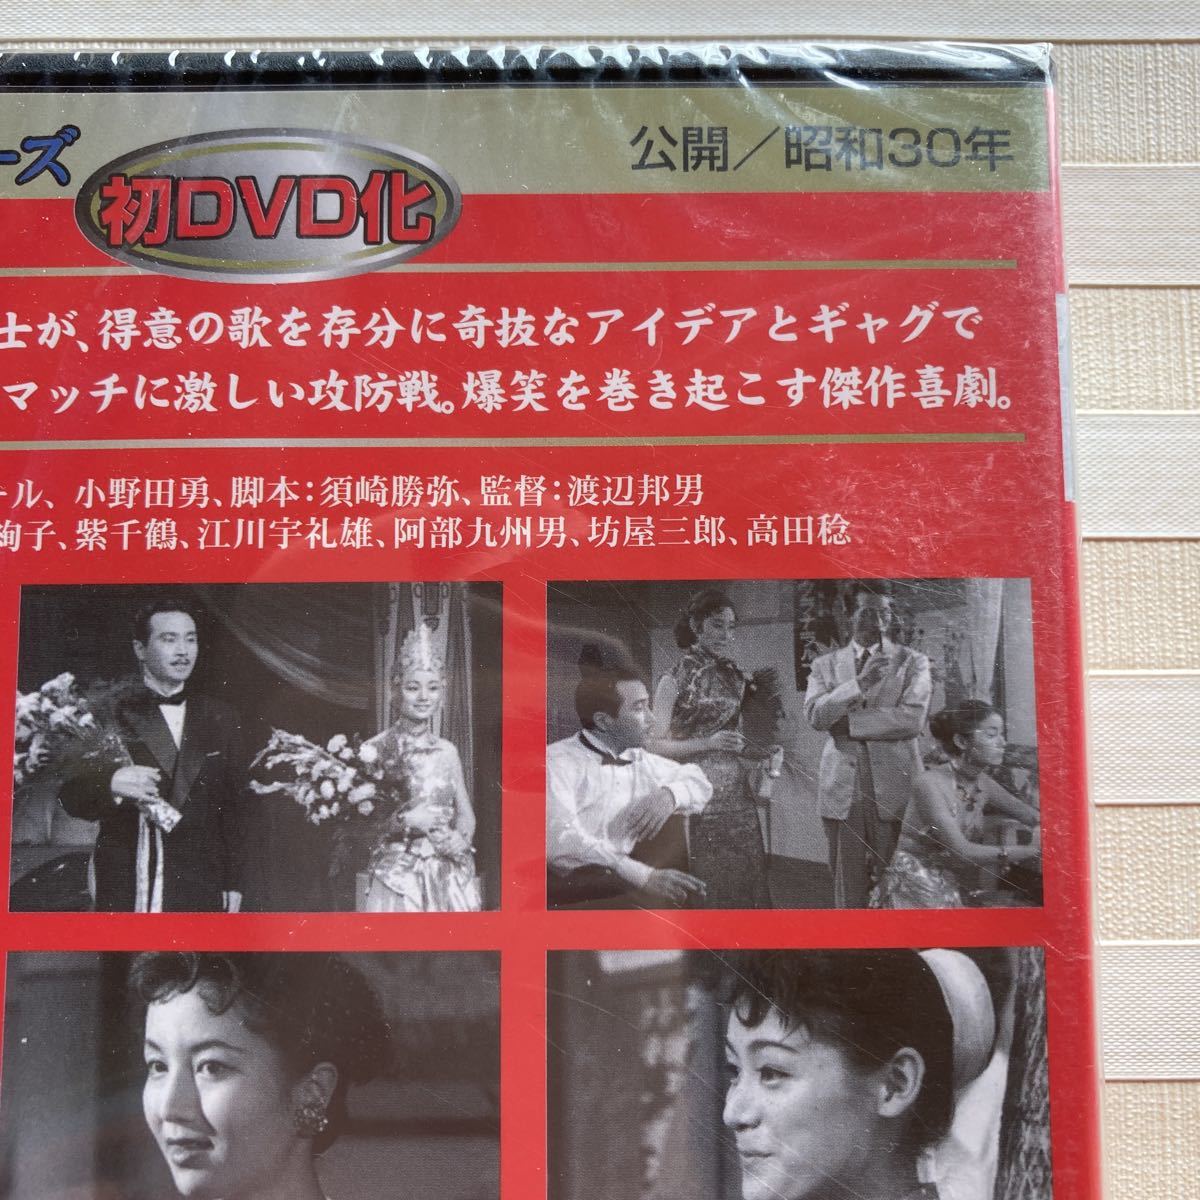 ーズ
初DVD化
公開／昭和30年
士が、得意の歌を存分に奇抜なアイデアとギャグで
マッチに激しい攻防戦。爆笑を巻き起こす傑作喜劇。
ール、小野田勇、脚本：須崎勝弥、監督：渡辺邦男
絢子、紫千鶴、江川宇礼雄、阿部九州男、坊屋三郎、高田稔